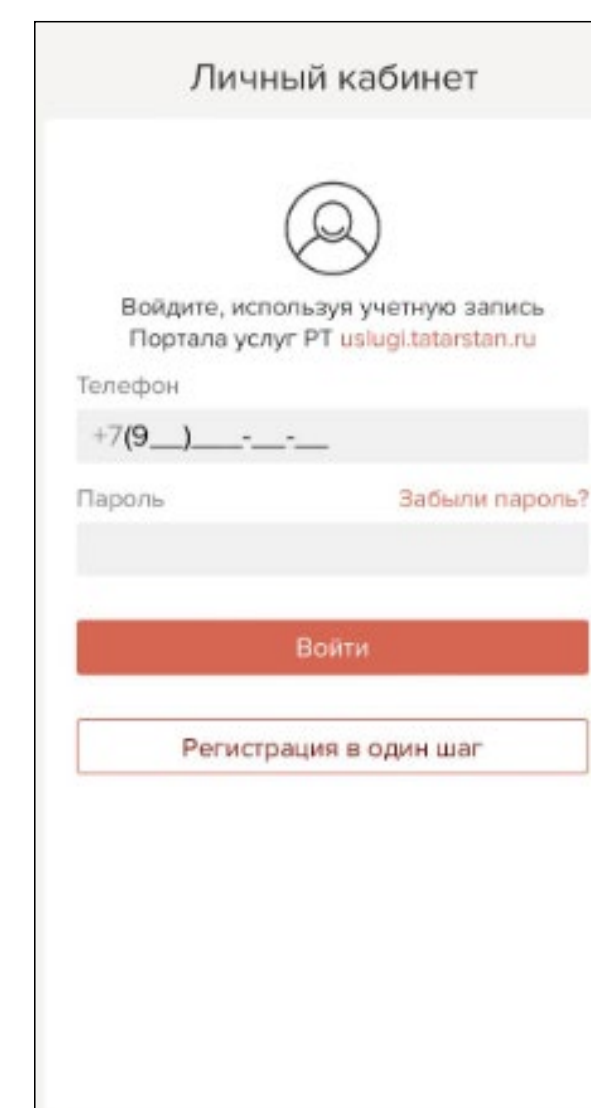 Личный кабинет
Войдите, используя учетную запись
Портала услуг РТ uslugi.tatarstan.ru
Телефон
+7(9__)___-__-__
Пароль Забыли пароль?
Войти
Регистрация в один шаг